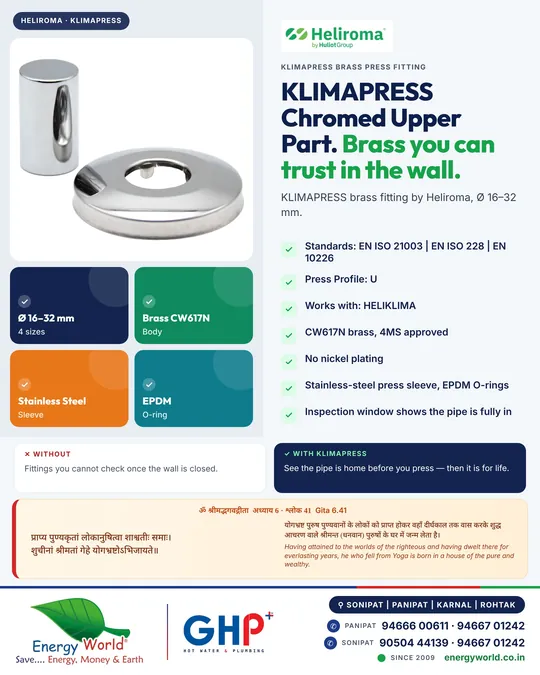 HELIROMA · KLIMAPRESS
Heliroma®
by HuliotGroup
KLIMAPRESS BRASS PRESS FITTING
KLIMAPRESS
Chromed Upper
Part. Brass you can
trust in the wall.
KLIMAPRESS brass fitting by Heliroma, Ø 16–32
mm.
Standards: EN ISO 21003 | EN ISO 228 | EN
10226
Press Profile: U
Works with: HELIKLIMA
CW617N brass, 4MS approved
No nickel plating
Stainless-steel press sleeve, EPDM O-rings
Inspection window shows the pipe is fully in
Ø 16–32 mm
4 sizes
Brass CW617N
Body
Stainless Steel
Sleeve
EPDM
O-ring
✕ WITHOUT
Fittings you cannot check once the wall is closed.
✓ WITH KLIMAPRESS
See the pipe is home before you press — then it is for life.
ॐ श्रीमद्भगवद्गीता अध्याय 6 · श्लोक 41 Gita 6.41
प्राप्य पुण्यकृतां लोकानुषित्वा शाश्वतीः समाः।
शुचीनां श्रीमतां गेहे योगभ्रष्टोऽभिजायते॥
योगभ्रष्ट पुरुष पुण्यवानों के लोकों को प्राप्त होकर वहाँ दीर्घकाल तक वास करके शुद्ध
आचरण वाले श्रीमन्त (धनवान) पुरुषों के घर में जन्म लेता है।
Having attained to the worlds of the righteous and having dwelt there for
everlasting years, he who fell from Yoga is born in a house of the pure and
wealthy.
Energy World®
Save.... Energy, Money & Earth
GHP+
HOT WATER & PLUMBING
SONIPAT | PANIPAT | KARNAL | ROHTAK
PANIPAT 94666 00611 · 94667 01242
SONIPAT 90504 44139 · 94667 01242
SINCE 2009 energyworld.co.in